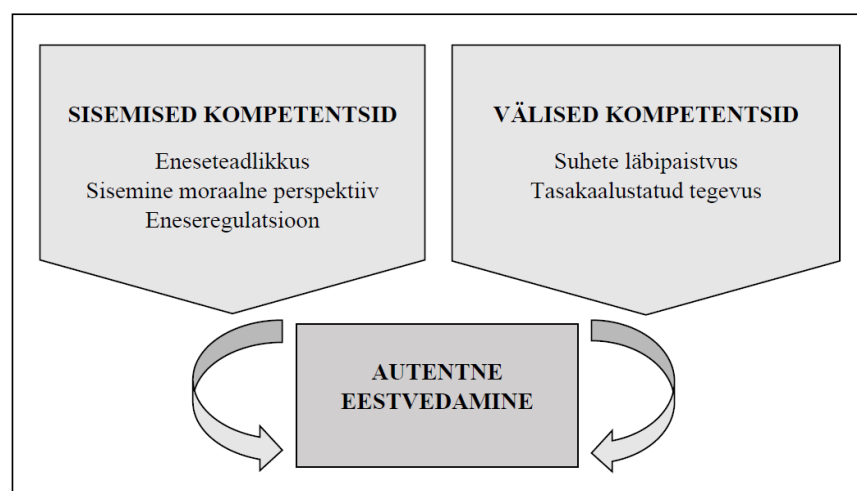 SISEMISED KOMPETENTSID
Eneseteadlikkus
Sisemine moraalne perspektiiv
Eneseregulatsioon
VÄLISED KOMPETENTSID
Suhete läbipaistvus
Tasakaalustatud tegevus
AUTENTNE
EESTVEDAMINE